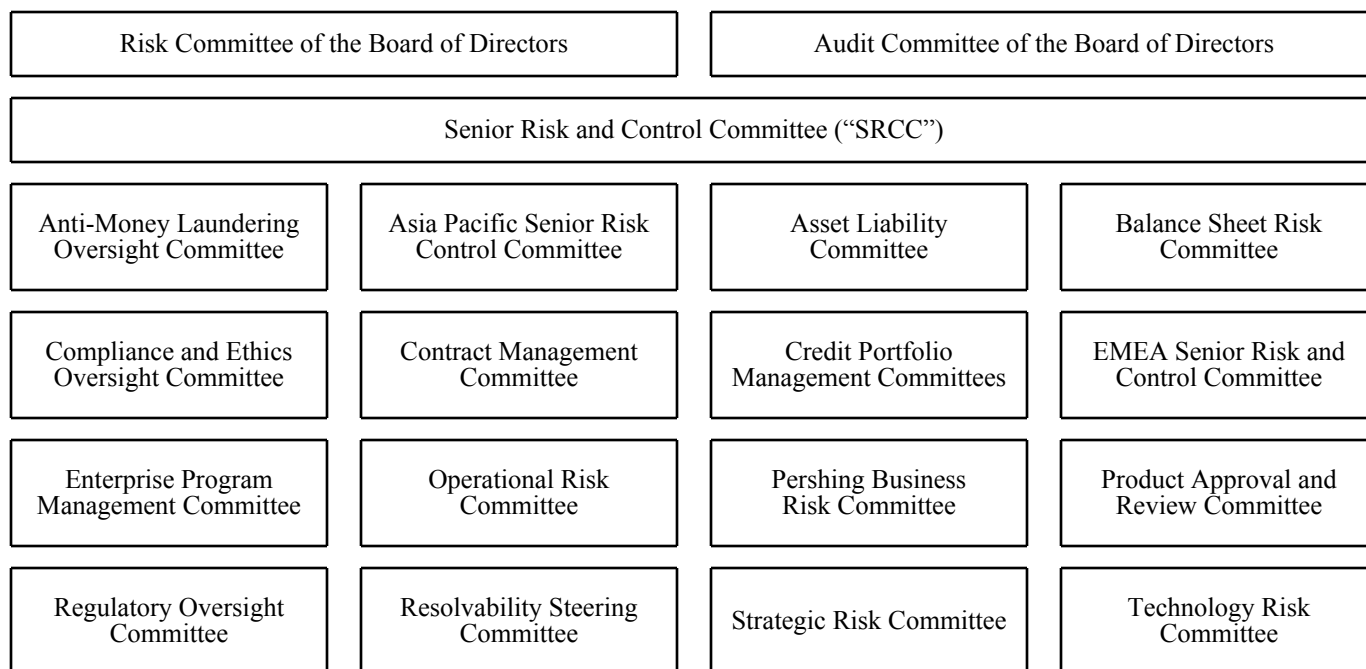 Risk Committee of the Board of Directors
Audit Committee of the Board of Directors
Senior Risk and Control Committee (“SRCC”)
Anti-Money Laundering
Oversight Committee
Asia Pacific Senior Risk
Control Committee
Asset Liability
Committee
Balance Sheet Risk
Committee
Compliance and Ethics
Oversight Committee
Contract Management
Committee
Credit Portfolio
Management Committees
EMEA Senior Risk and
Control Committee
Enterprise Program
Management Committee
Operational Risk
Committee
Pershing Business
Risk Committee
Product Approval and
Review Committee
Regulatory Oversight
Committee
Resolvability Steering
Committee
Strategic Risk Committee
Technology Risk
Committee